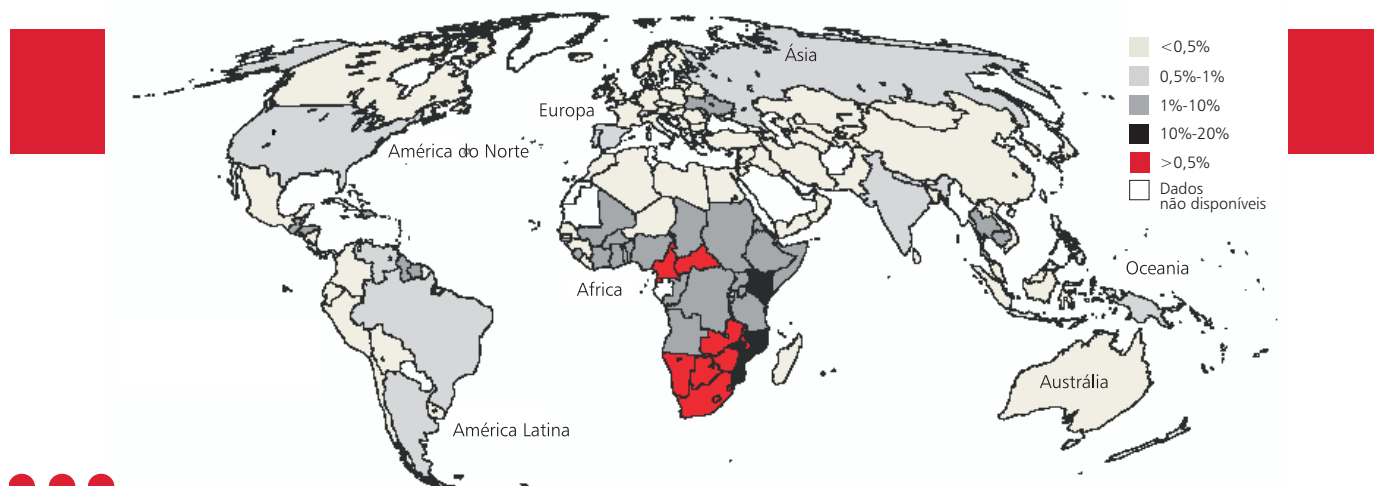 Ásia
Europa
América do Norte
Africa
Oceania
Austrália
América Latina
<0,5%
0,5%-1%
1%-10%
10%-20%
>0,5%
Dados
não disponíveis